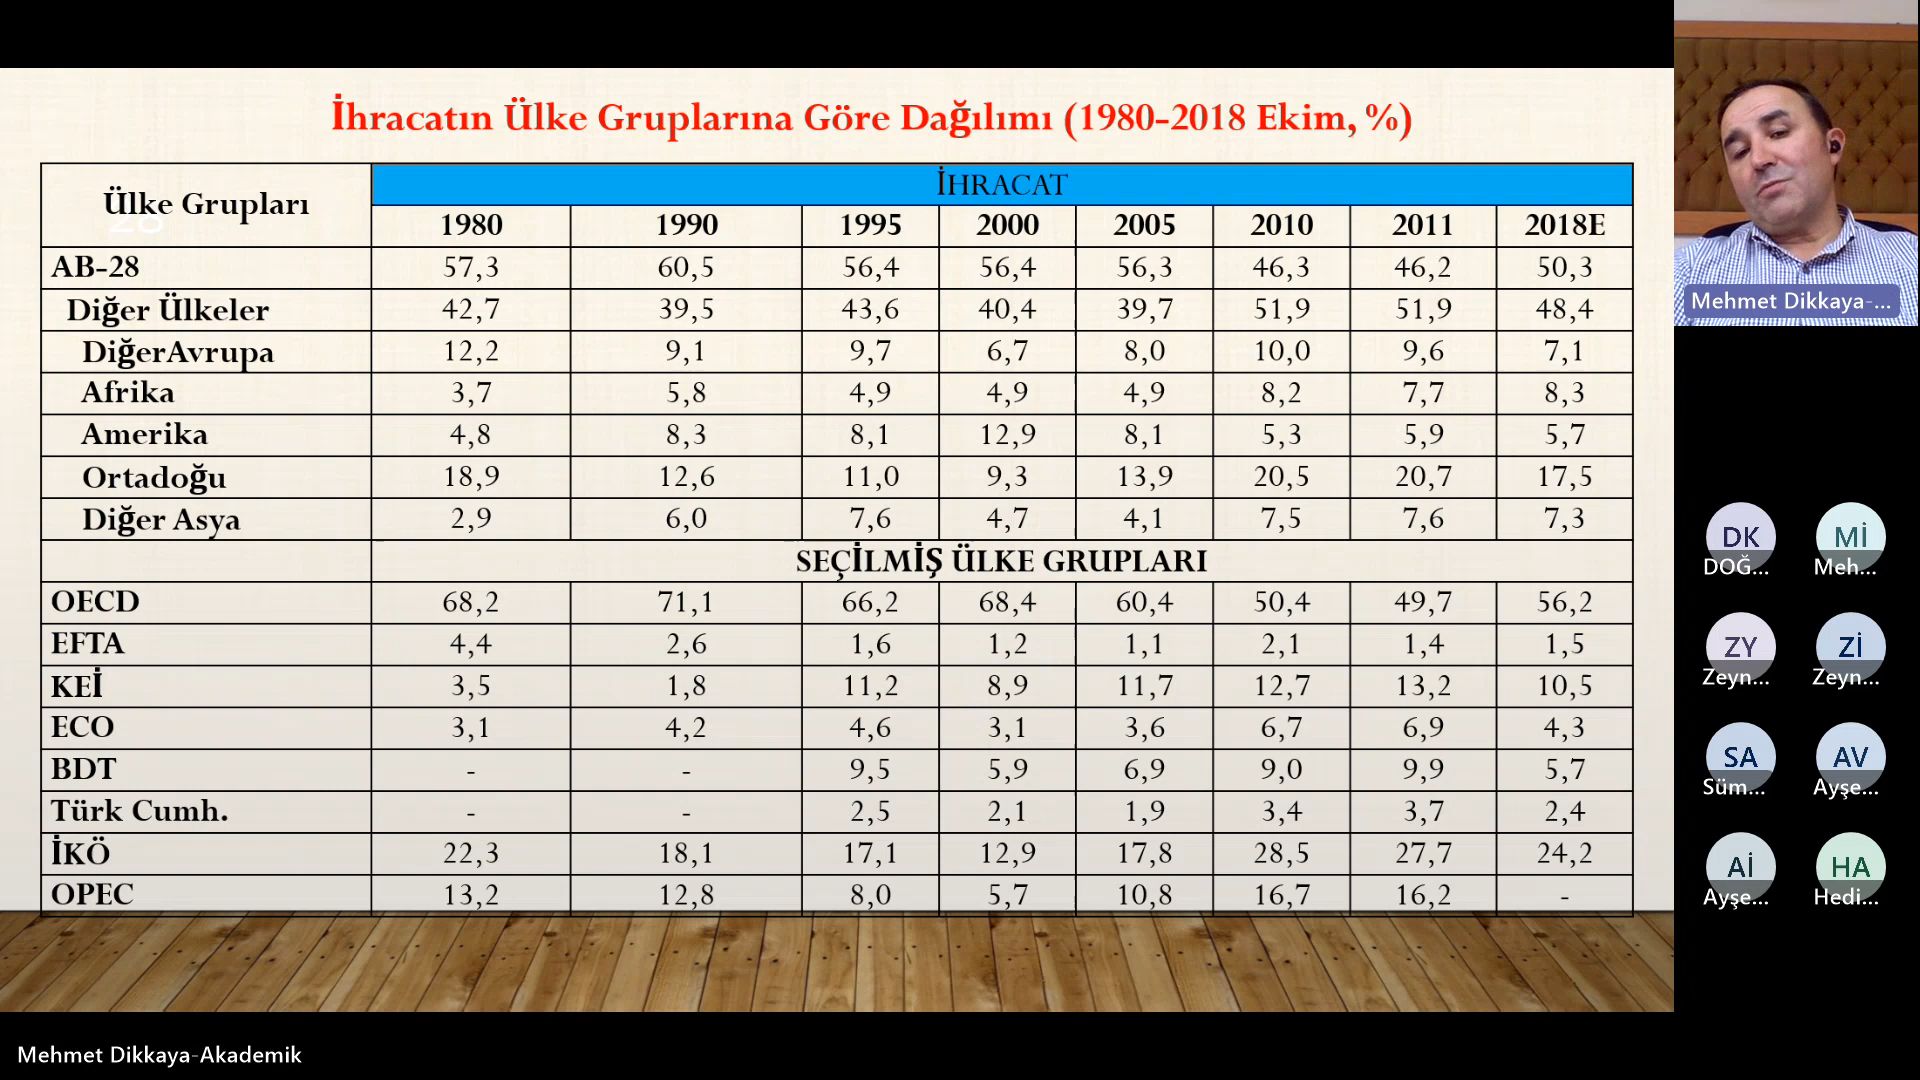 İhracatın Ülke Gruplarına Göre Dağılımı (1980-2018 Ekim, %)
Ülke Grupları İHRACAT
28
1980 1990 1995 2000 2005 2010 2011 2018E
AB-28 57,3 60,5 56,4 56,4 56,3 46,3 46,2 50,3
Diğer Ülkeler 42,7 39,5 43,6 40,4 39,7 51,9 51,9 48,4
DiğerAvrupa 12,2 9,1 9,7 6,7 8,0 10,0 9,6 7,1
Afrika 3,7 5,8 4,9 4,9 4,9 8,2 7,7 8,3
Amerika 4,8 8,3 8,1 12,9 8,1 5,3 5,9 5,7
Ortadoğu 18,9 12,6 11,0 9,3 13,9 20,5 20,7 17,5
Diğer Asya 2,9 6,0 7,6 4,7 4,1 7,5 7,6 7,3
SEÇİLMİŞ ÜLKE GRUPLARI
OECD 68,2 71,1 66,2 68,4 60,4 50,4 49,7 56,2
EFTA 4,4 2,6 1,6 1,2 1,1 2,1 1,4 1,5
KEİ 3,5 1,8 11,2 8,9 11,7 12,7 13,2 10,5
ECO 3,1 4,2 4,6 3,1 3,6 6,7 6,9 4,3
BDT - - 9,5 5,9 6,9 9,0 9,9 5,7
Türk Cumh. - - 2,5 2,1 1,9 3,4 3,7 2,4
İKÖ 22,3 18,1 17,1 12,9 17,8 28,5 27,7 24,2
OPEC 13,2 12,8 8,0 5,7 10,8 16,7 16,2 -
Mehmet Dikkaya-...
DK Mİ
DOĞ... Meh...
ZY Zİ
Zeyn... Zeyn...
SA AV
Süm... Ayşe...
Aİ HA
Ayşe... Hedi...
Mehmet Dikkaya-Akademik